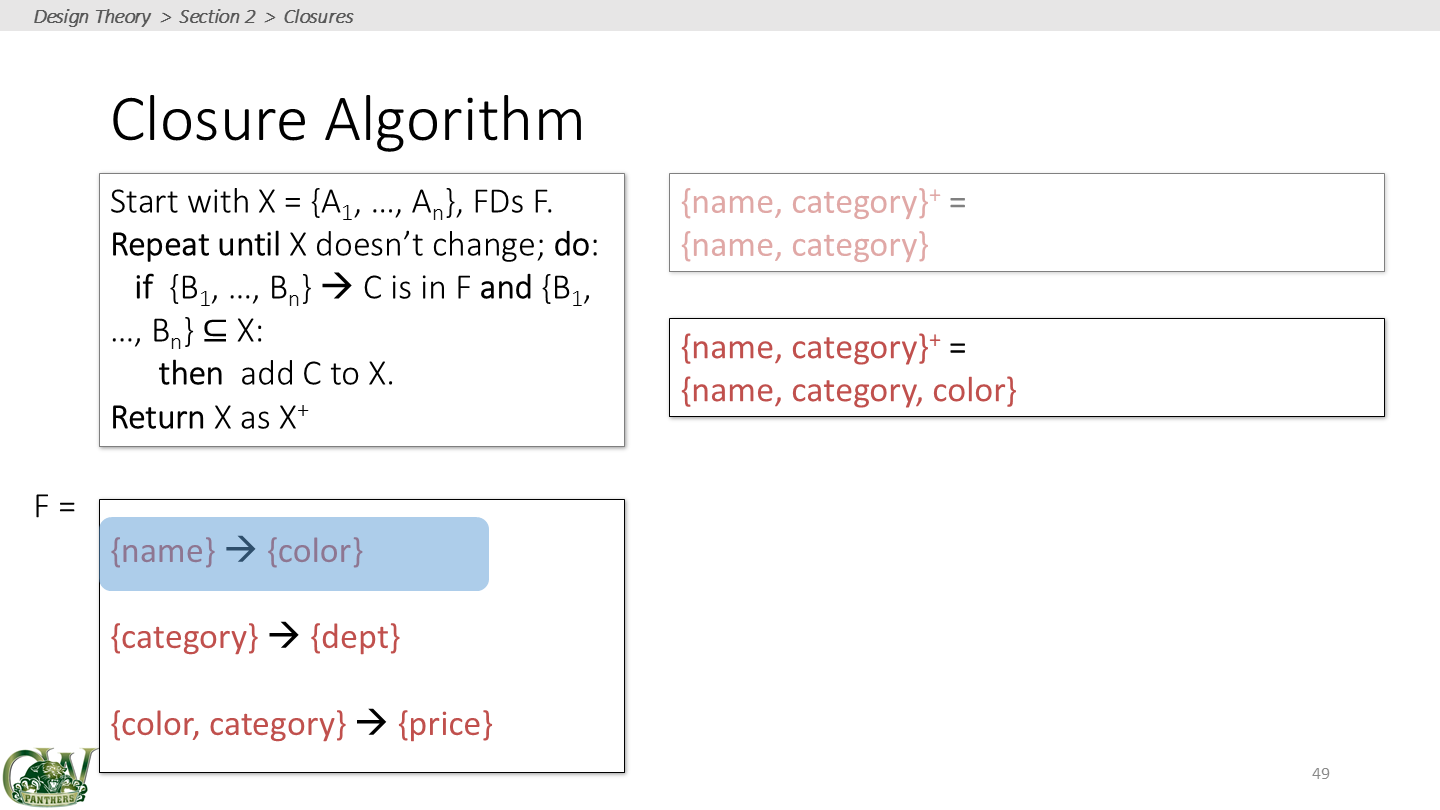 Design Theory > Section 2 > Closures
Closure Algorithm
Start with X = {A₁, …, Aₙ}, FDs F.
Repeat until X doesn’t change; do:
if {B₁, …, Bₙ} → C is in F and {B₁,
…, Bₙ} ⊆ X:
then add C to X.
Return X as X⁺
{name, category}⁺ =
{name, category}
{name, category}⁺ =
{name, category, color}
F =
{name} → {color}
{category} → {dept}
{color, category} → {price}
CW
PANTHERS
49